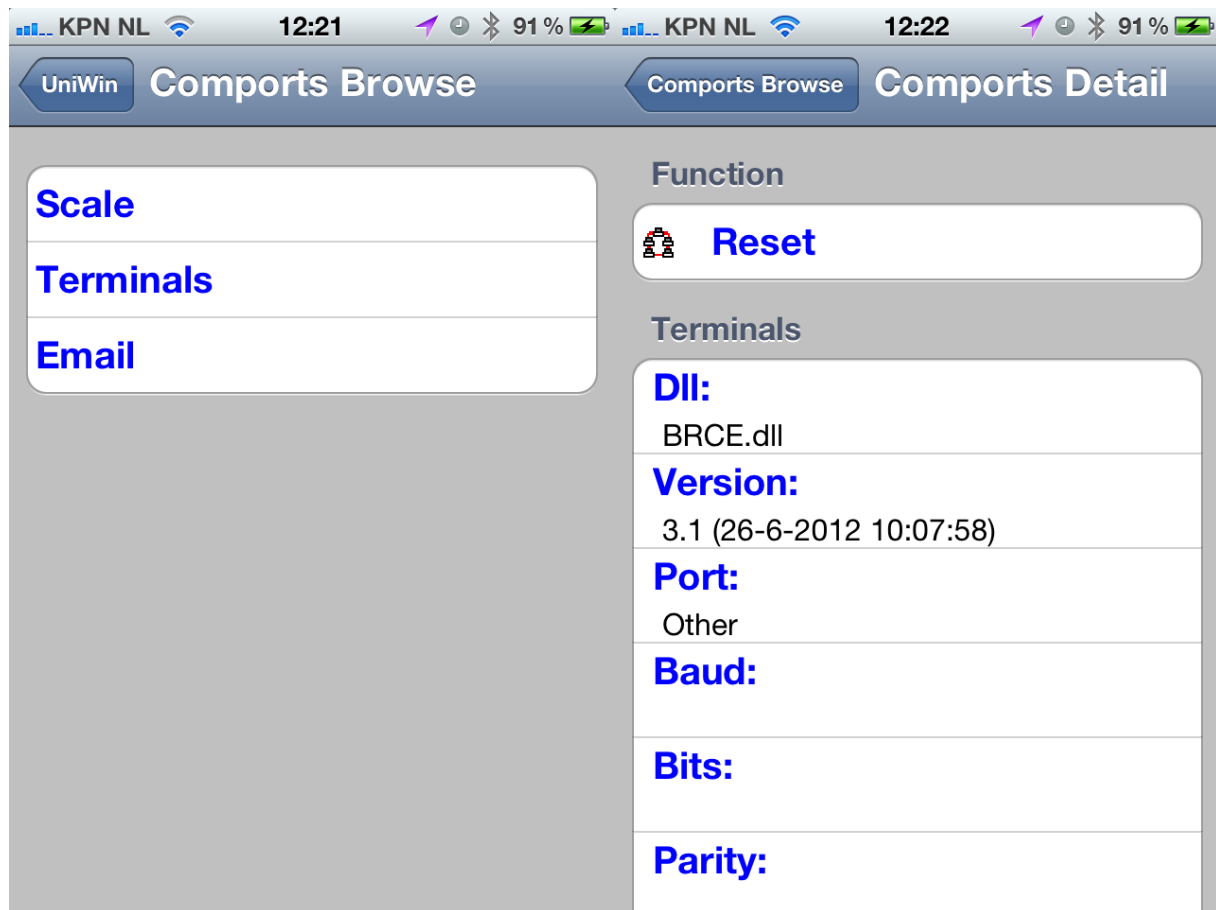 KPN NL 12:21 91 %
UniWin Comports Browse
Scale
Terminals
Email
KPN NL 12:22 91 %
Comports Browse Comports Detail
Function
Reset
Terminals
Dll:
BRCE.dll
Version:
3.1 (26-6-2012 10:07:58)
Port:
Other
Baud:
Bits:
Parity: